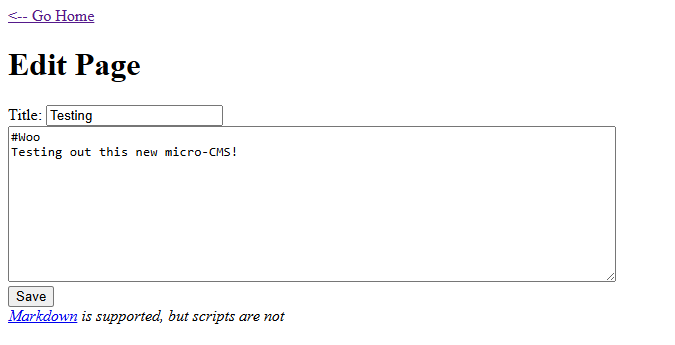 <-- Go Home
Edit Page
Title: Testing
#Woo
Testing out this new micro-CMS!
Save
Markdown is supported, but scripts are not